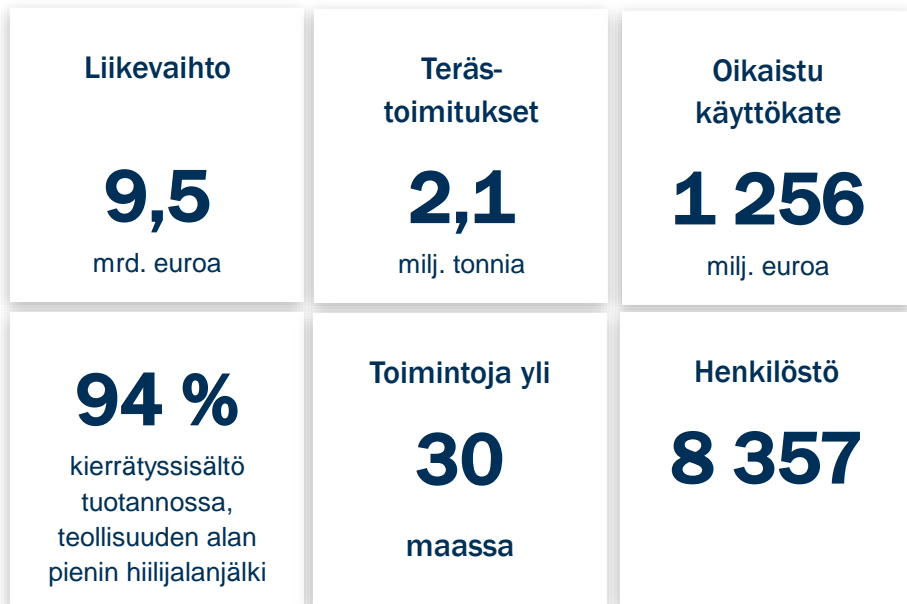 Liikevaihto
9,5
mrd. euroa
Teräs-
toimitukset
2,1
milj. tonnia
Oikaistu
käyttökate
1 256
milj. euroa
94 %
kierrätyssisältö
tuotannossa,
teollisuuden alan
pienin hiilijalanjälki
Toimintoja yli
30
maassa
Henkilöstö
8 357